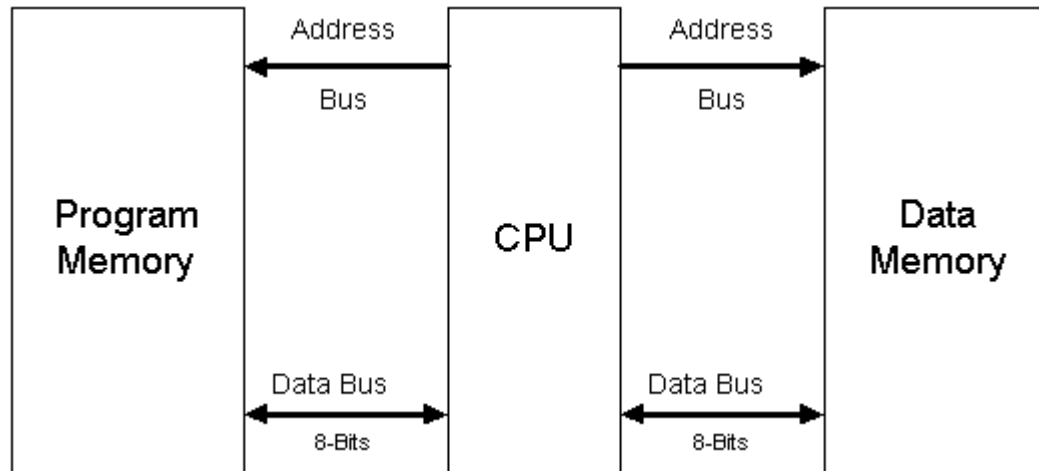 Address
Bus
Address
Bus
Program
Memory
CPU
Data
Memory
Data Bus
8-Bits
Data Bus
8-Bits